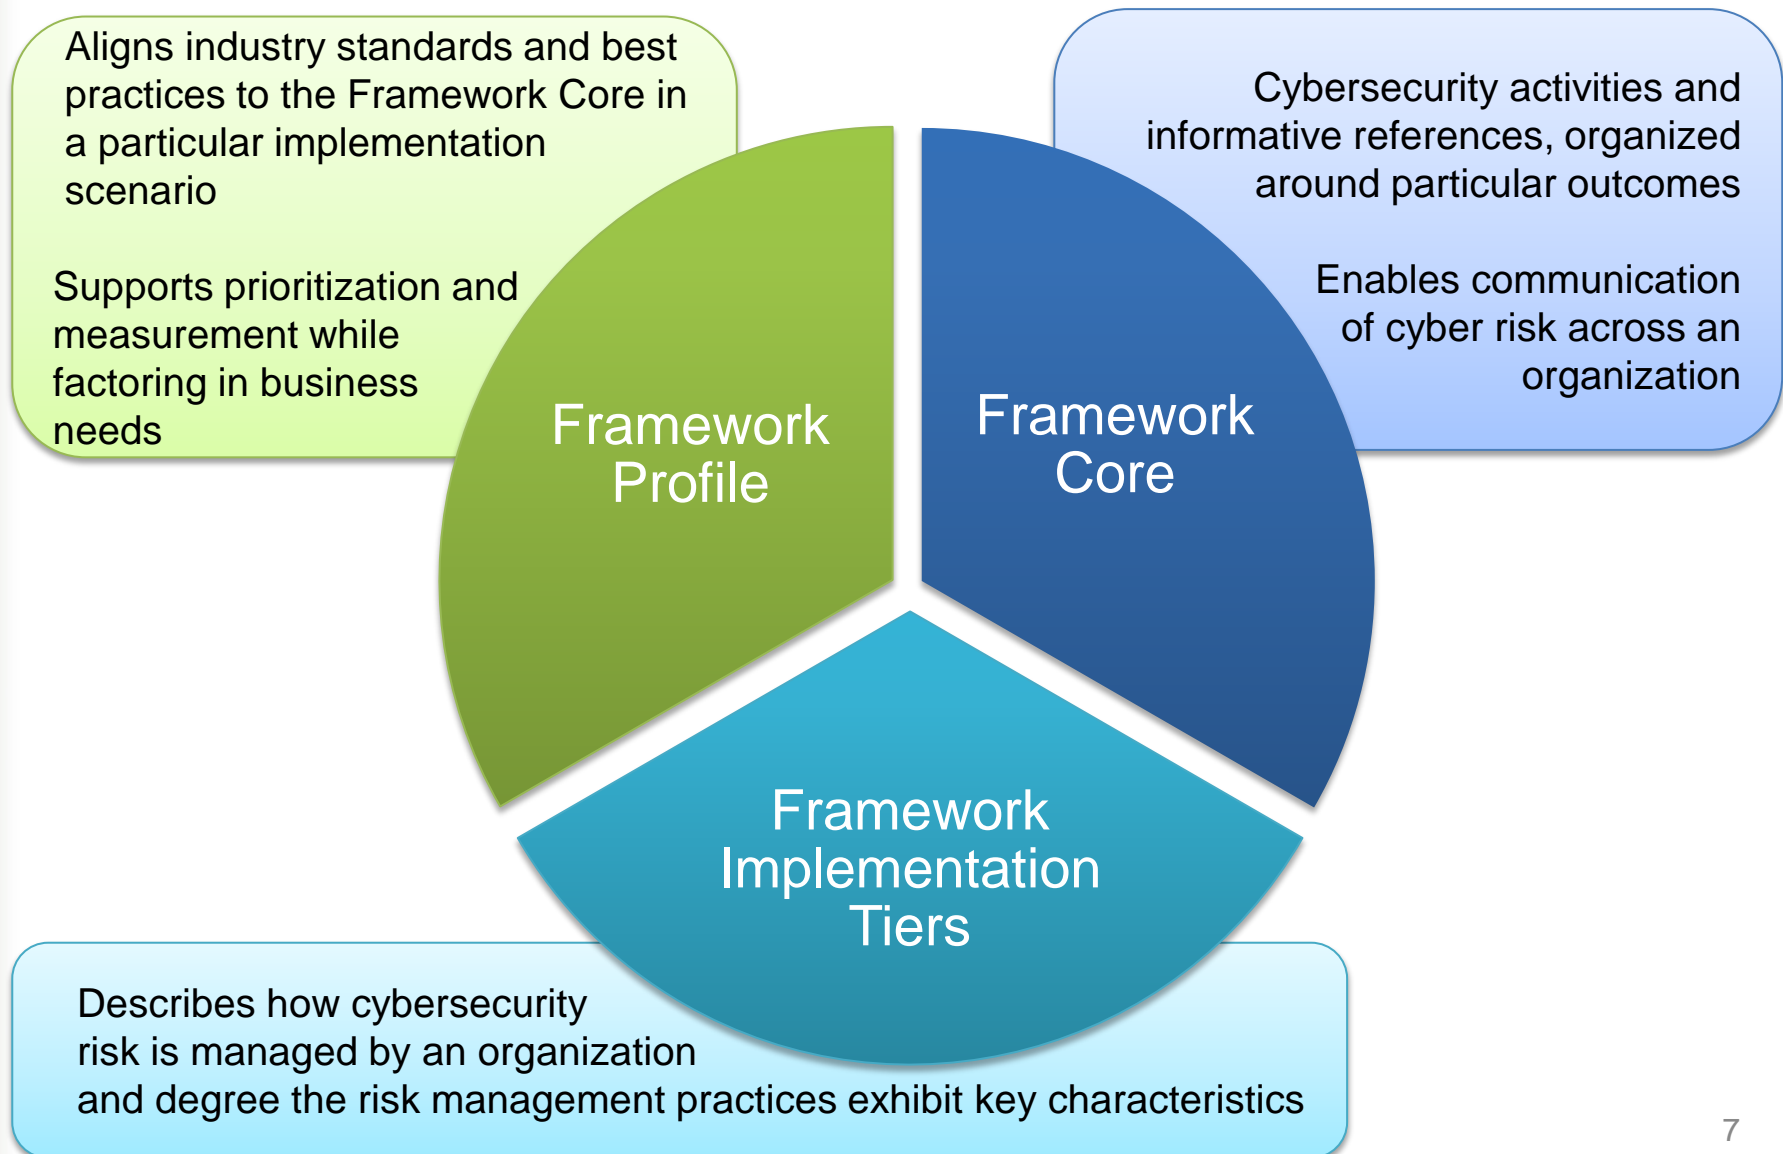 Aligns industry standards and best
practices to the Framework Core in
a particular implementation
scenario
Supports prioritization and
measurement while
factoring in business
needs
Cybersecurity activities and
informative references, organized
around particular outcomes
Enables communication
of cyber risk across an
organization
Framework
Profile
Framework
Core
Framework
Implementation
Tiers
Describes how cybersecurity
risk is managed by an organization
and degree the risk management practices exhibit key characteristics
7